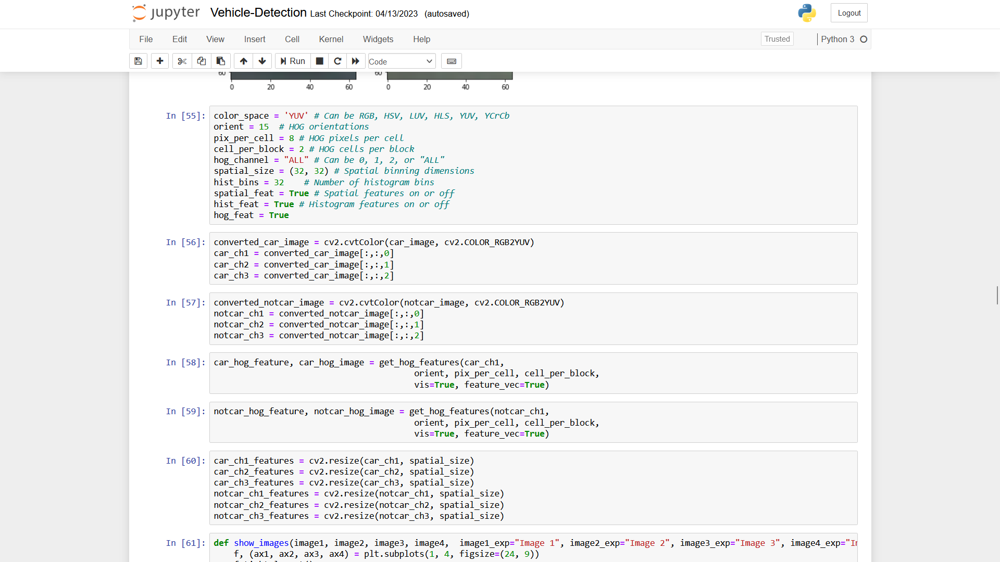 jupyter Vehicle-Detection Last Checkpoint: 04/13/2023 (autosaved)
Logout
File Edit View Insert Cell Kernel Widgets Help
Trusted
Python 3
Run
Code
60 60
0 20 40 60 0 20 40 60
In [55]:
color_space = 'YUV' # Can be RGB, HSV, LUV, HLS, YUV, YCrCb
orient = 15  # HOG orientations
pix_per_cell = 8 # HOG pixels per cell
cell_per_block = 2 # HOG cells per block
hog_channel = "ALL" # Can be 0, 1, 2, or "ALL"
spatial_size = (32, 32) # Spatial binning dimensions
hist_bins = 32    # Number of histogram bins
spatial_feat = True # Spatial features on or off
hist_feat = True # Histogram features on or off
hog_feat = True
In [56]:
converted_car_image = cv2.cvtColor(car_image, cv2.COLOR_RGB2YUV)
car_ch1 = converted_car_image[:,:,0]
car_ch2 = converted_car_image[:,:,1]
car_ch3 = converted_car_image[:,:,2]
In [57]:
converted_notcar_image = cv2.cvtColor(notcar_image, cv2.COLOR_RGB2YUV)
notcar_ch1 = converted_notcar_image[:,:,0]
notcar_ch2 = converted_notcar_image[:,:,1]
notcar_ch3 = converted_notcar_image[:,:,2]
In [58]:
car_hog_feature, car_hog_image = get_hog_features(car_ch1,
orient, pix_per_cell, cell_per_block,
vis=True, feature_vec=True)
In [59]:
notcar_hog_feature, notcar_hog_image = get_hog_features(notcar_ch1,
orient, pix_per_cell, cell_per_block,
vis=True, feature_vec=True)
In [60]:
car_ch1_features = cv2.resize(car_ch1, spatial_size)
car_ch2_features = cv2.resize(car_ch2, spatial_size)
car_ch3_features = cv2.resize(car_ch3, spatial_size)
notcar_ch1_features = cv2.resize(notcar_ch1, spatial_size)
notcar_ch2_features = cv2.resize(notcar_ch2, spatial_size)
notcar_ch3_features = cv2.resize(notcar_ch3, spatial_size)
In [61]:
def show_images(image1, image2, image3, image4,  image1_exp="Image 1", image2_exp="Image 2", image3_exp="Image 3", image4_exp="I
f, (ax1, ax2, ax3, ax4) = plt.subplots(1, 4, figsize=(24, 9))